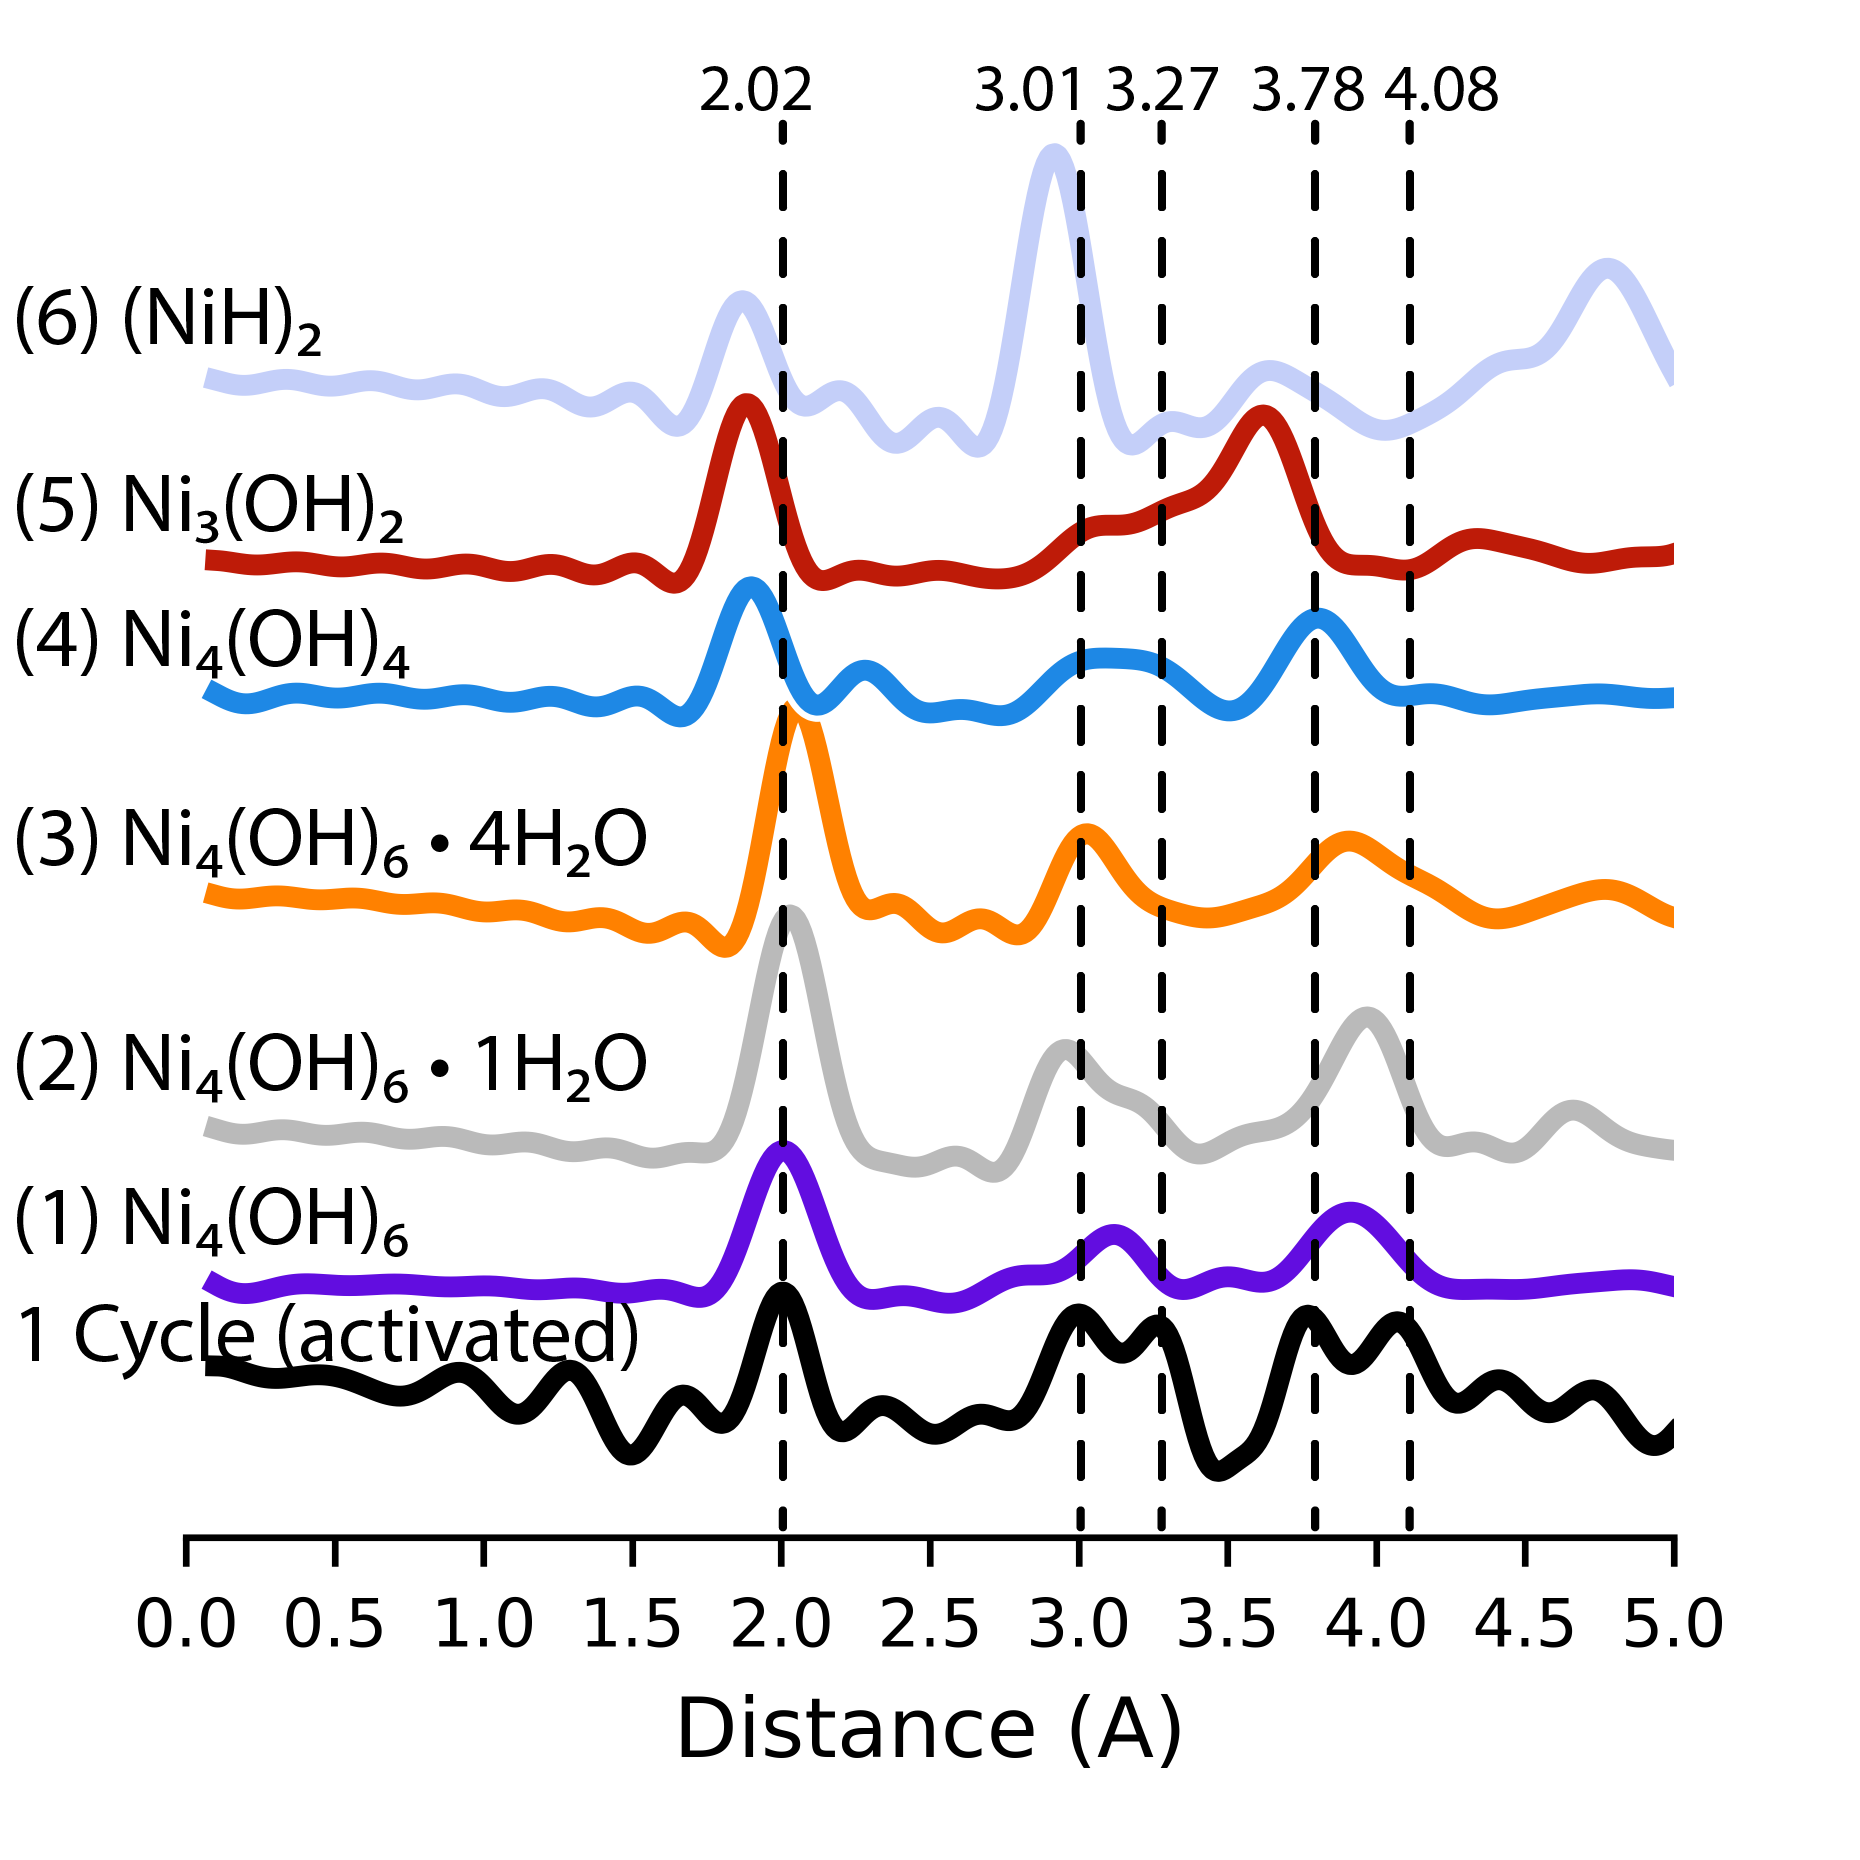 2.02 3.01 3.27 3.78 4.08
(6) (NiH)₂
(5) Ni₃(OH)₂
(4) Ni₄(OH)₄
(3) Ni₄(OH)₆ • 4H₂O
(2) Ni₄(OH)₆ • 1H₂O
(1) Ni₄(OH)₆
1 Cycle (activated)
0.0 0.5 1.0 1.5 2.0 2.5 3.0 3.5 4.0 4.5 5.0
Distance (A)